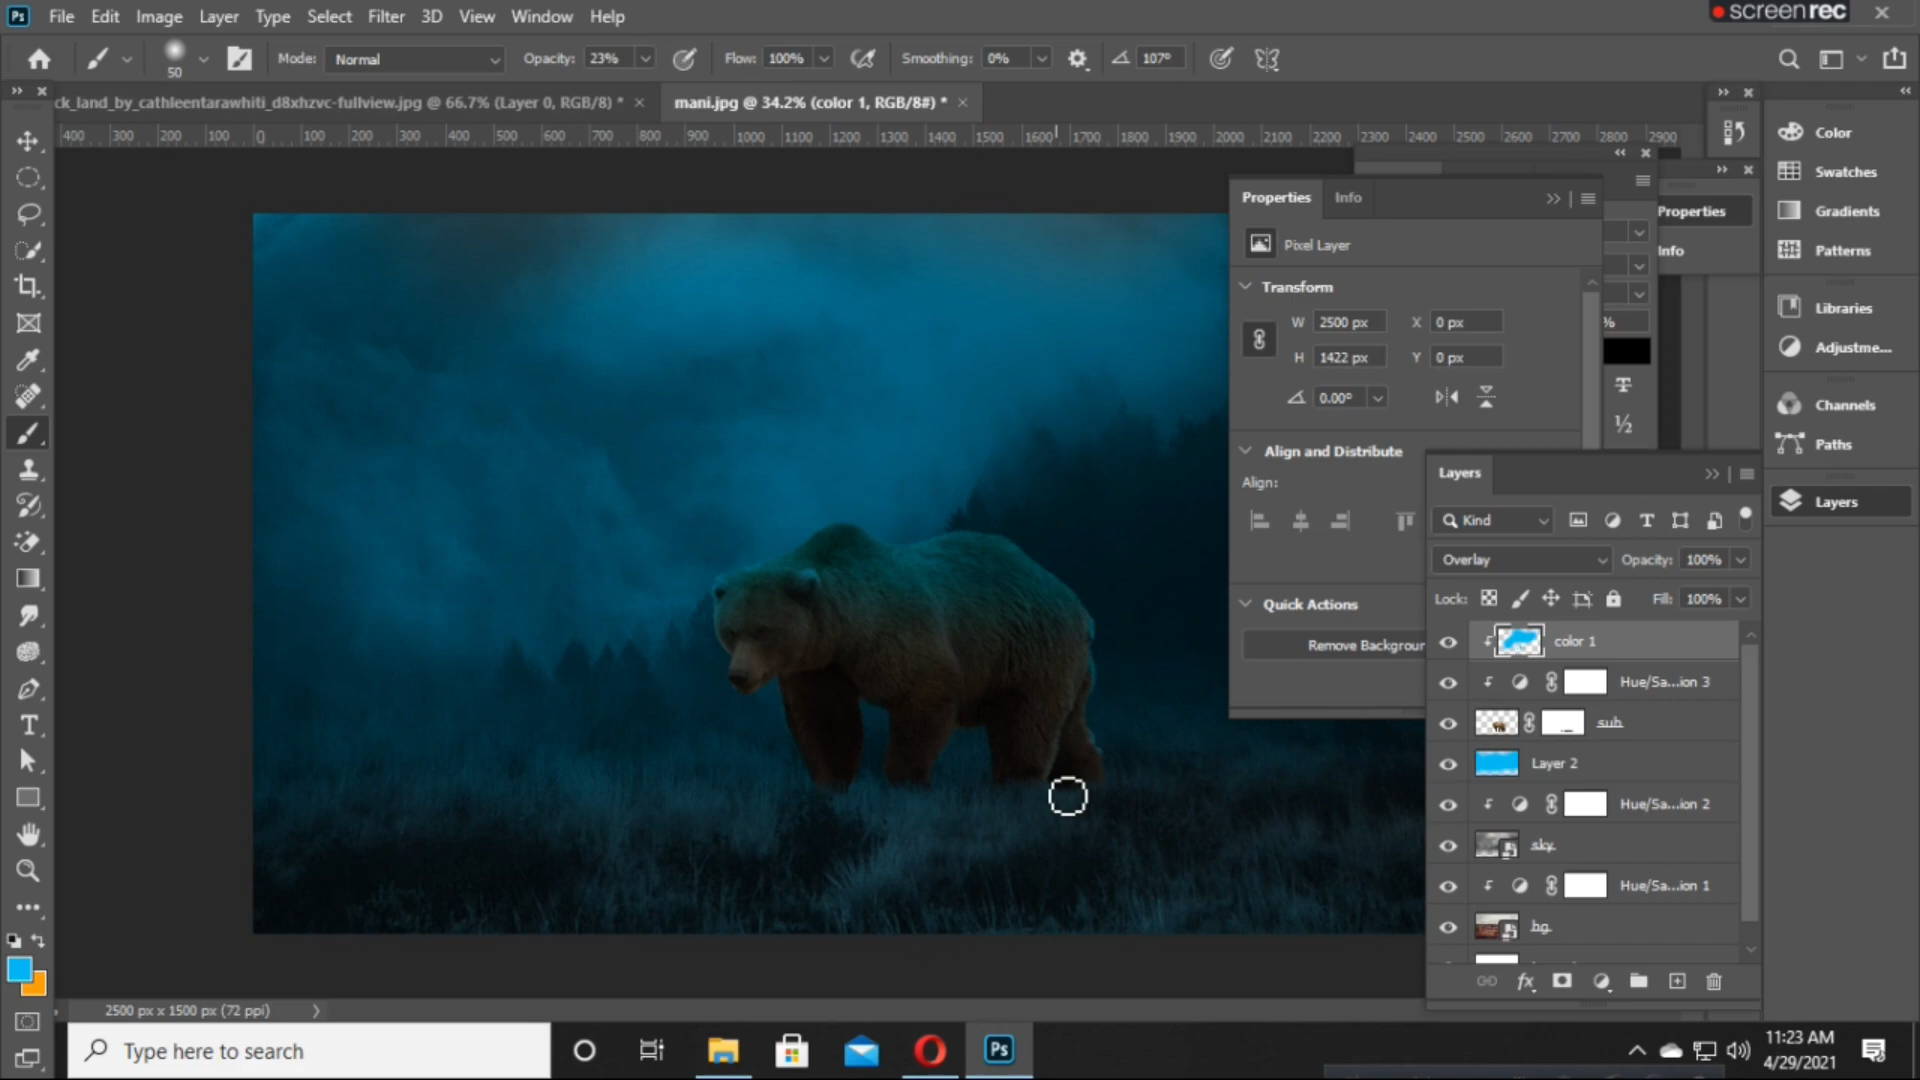 Ps File Edit Image Layer Type Select Filter 3D View Window Help
screenrec
50 Mode: Normal Opacity: 23% Flow: 100% Smoothing: 0% 107°
ck_land_by_cathleentarawhiti_d8xhzvc-fullview.jpg @ 66.7% (Layer 0, RGB/8) *
mani.jpg @ 34.2% (color 1, RGB/8#) *
400 300 200 100 0 100 200 300 400 500 600 700 800 900 1000 1100 1200 1300 1400 1500 1600 1700 1800 1900 2000 2100 2200 2300 2400 2500 2600 2700 2800 2900
Properties Info
Pixel Layer
Transform
W 2500 px X 0 px
H 1422 px Y 0 px
0.00°
Align and Distribute
Align:
Quick Actions
Remove Backgroun
%
½
Properties
Info
Color
Swatches
Gradients
Patterns
Libraries
Adjustme...
Channels
Paths
Layers
Layers
Kind
Overlay Opacity: 100%
Lock: Fill: 100%
color 1
Hue/Sa...ion 3
sub
Layer 2
Hue/Sa...ion 2
sky
Hue/Sa...ion 1
bg
fx
2500 px x 1500 px (72 ppi)
Type here to search
Ps
11:23 AM
4/29/2021